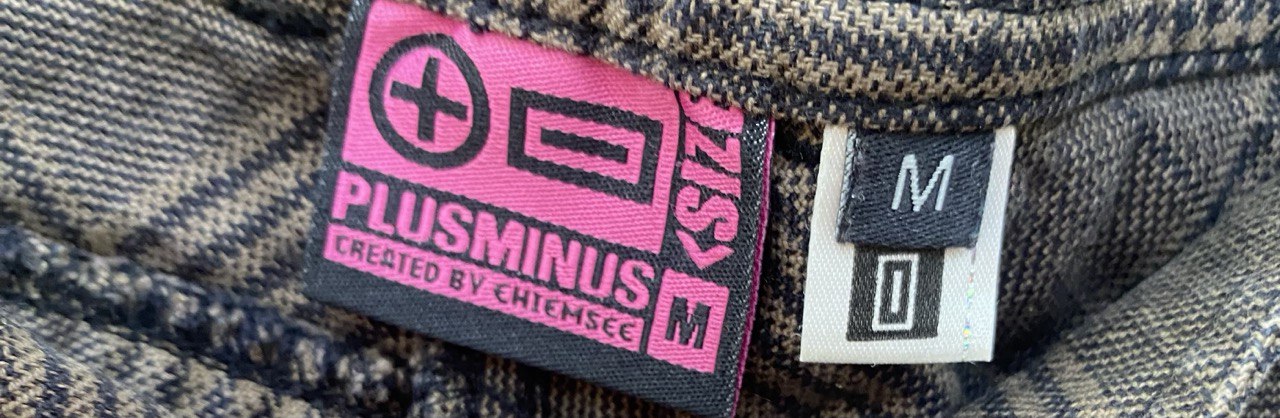 PLUSMINUS
CREATED BY CHIEMSEE
<SIZE
M
M